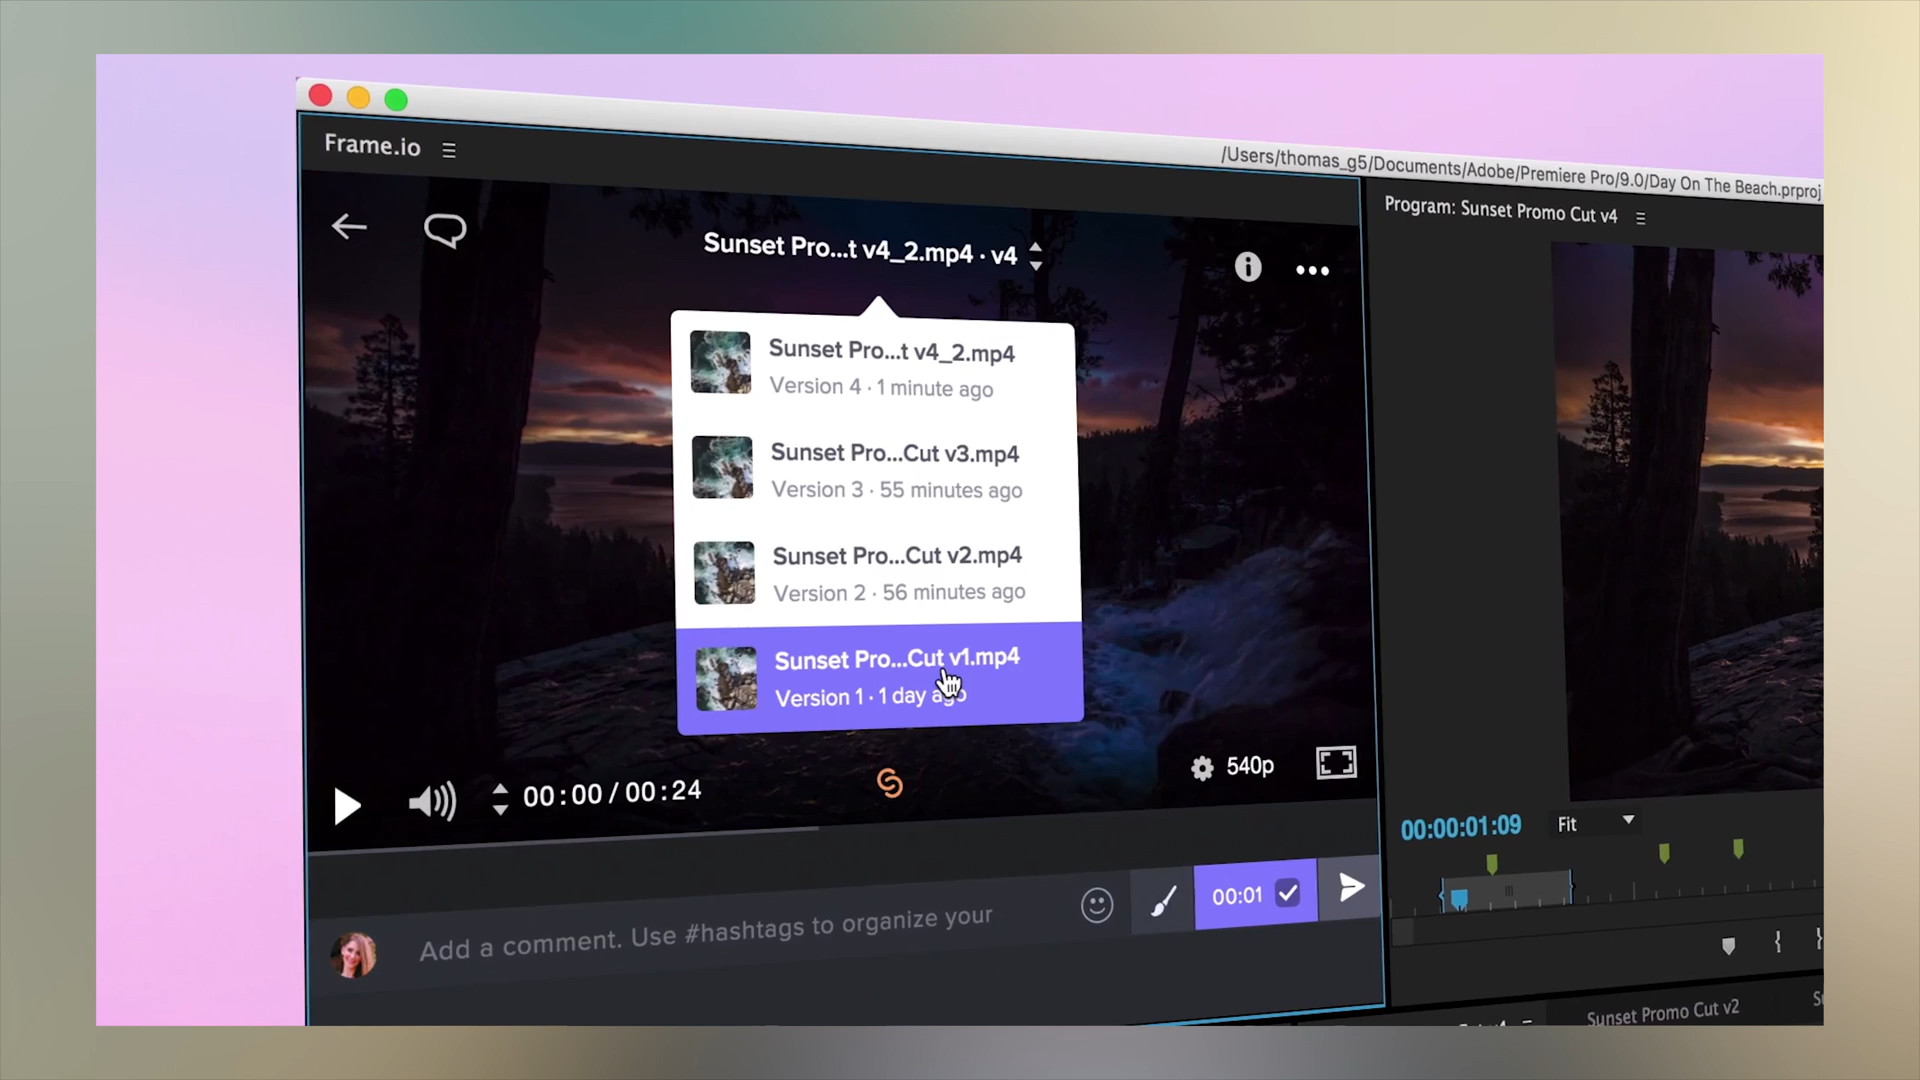 /Users/thomas_g5/Documents/Adobe/Premiere Pro/9.0/Day On The Beach.prproj
Frame.io
Sunset Pro...t v4_2.mp4 · v4
Sunset Pro...t v4_2.mp4
Version 4 · 1 minute ago
Sunset Pro...Cut v3.mp4
Version 3 · 55 minutes ago
Sunset Pro...Cut v2.mp4
Version 2 · 56 minutes ago
Sunset Pro...Cut v1.mp4
Version 1 · 1 day ago
00:00 / 00:24
540p
Add a comment. Use #hashtags to organize your
00:01
Program: Sunset Promo Cut v4
00:00:01:09
Fit
Sunset Promo Cut v2